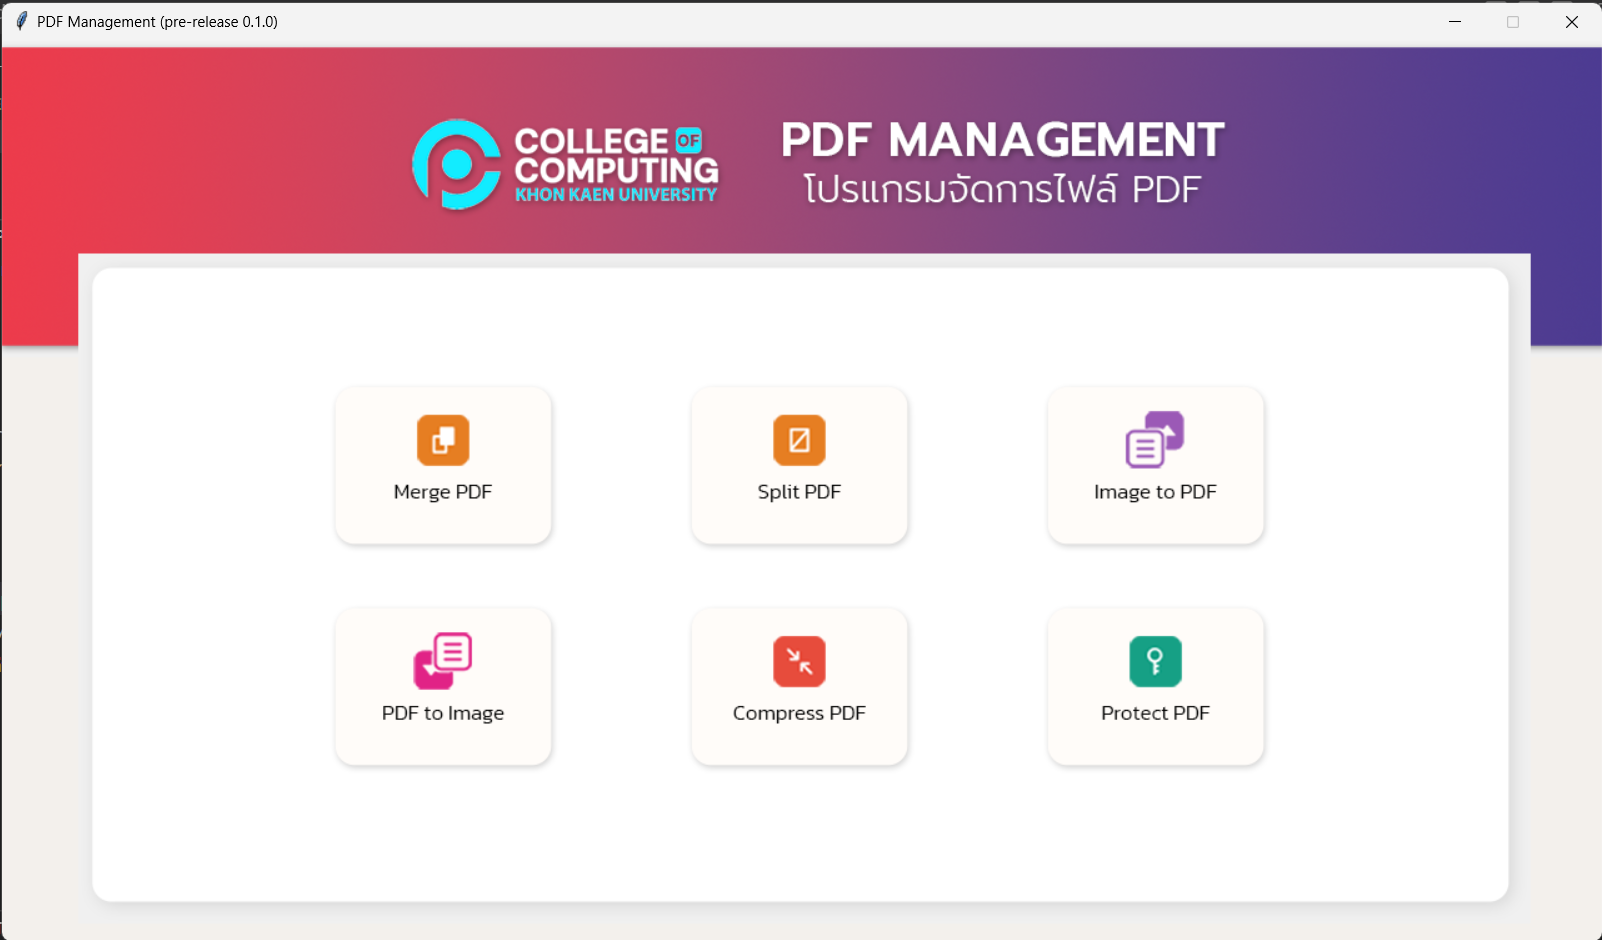 PDF Management (pre-release 0.1.0)
COLLEGE OF
COMPUTING
KHON KAEN UNIVERSITY
PDF MANAGEMENT
โปรแกรมจัดการไฟล์ PDF
Merge PDF
Split PDF
Image to PDF
PDF to Image
Compress PDF
Protect PDF